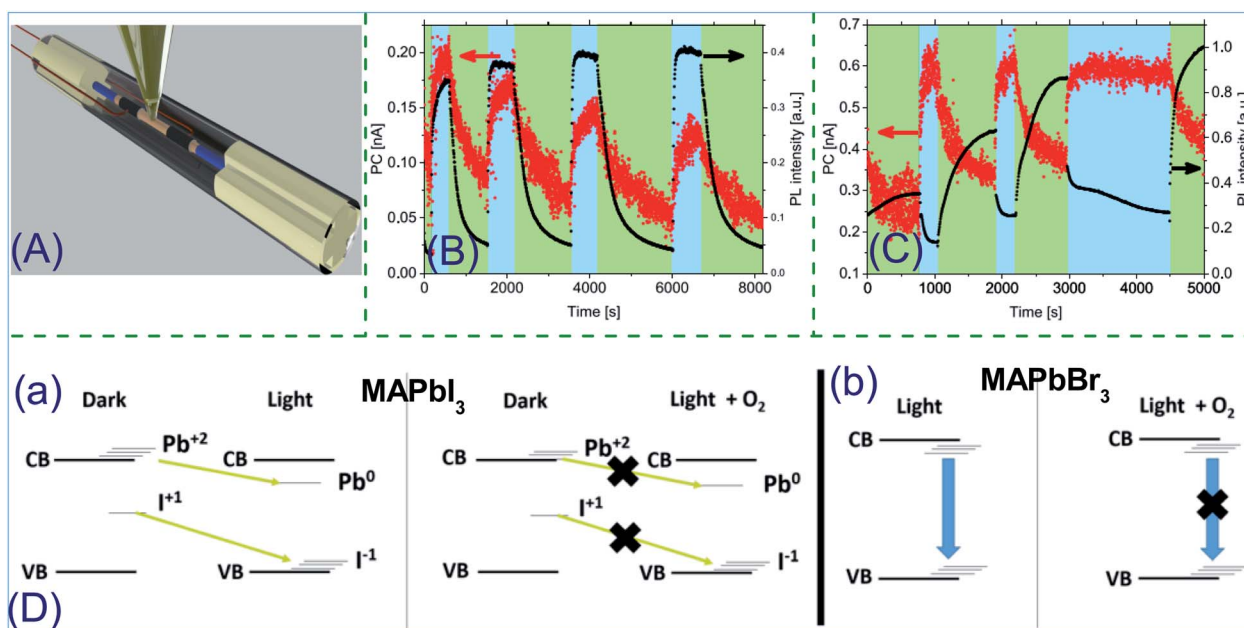 (A)
PC [nA]
0.20
0.15
0.10
0.05
0.00
0
2000
4000
6000
8000
Time [s]
0.4
0.3
0.2
0.1
0.0
PL intensity [a.u.]
(B)
PC [nA]
0.7
0.6
0.5
0.4
0.3
0.2
0.1
0
1000
2000
3000
4000
5000
Time [s]
1.0
0.8
0.6
0.4
0.2
0.0
PL intensity [a.u.]
(C)
(a)
MAPbI3
Dark
Light
CB
Pb+2
CB
Pb0
I+1
VB
VB
I-1
Dark
Light + O2
CB
Pb+2
CB
Pb0
I+1
VB
VB
I-1
(b)
MAPbBr3
Light
Light + O2
CB
CB
VB
VB
(D)